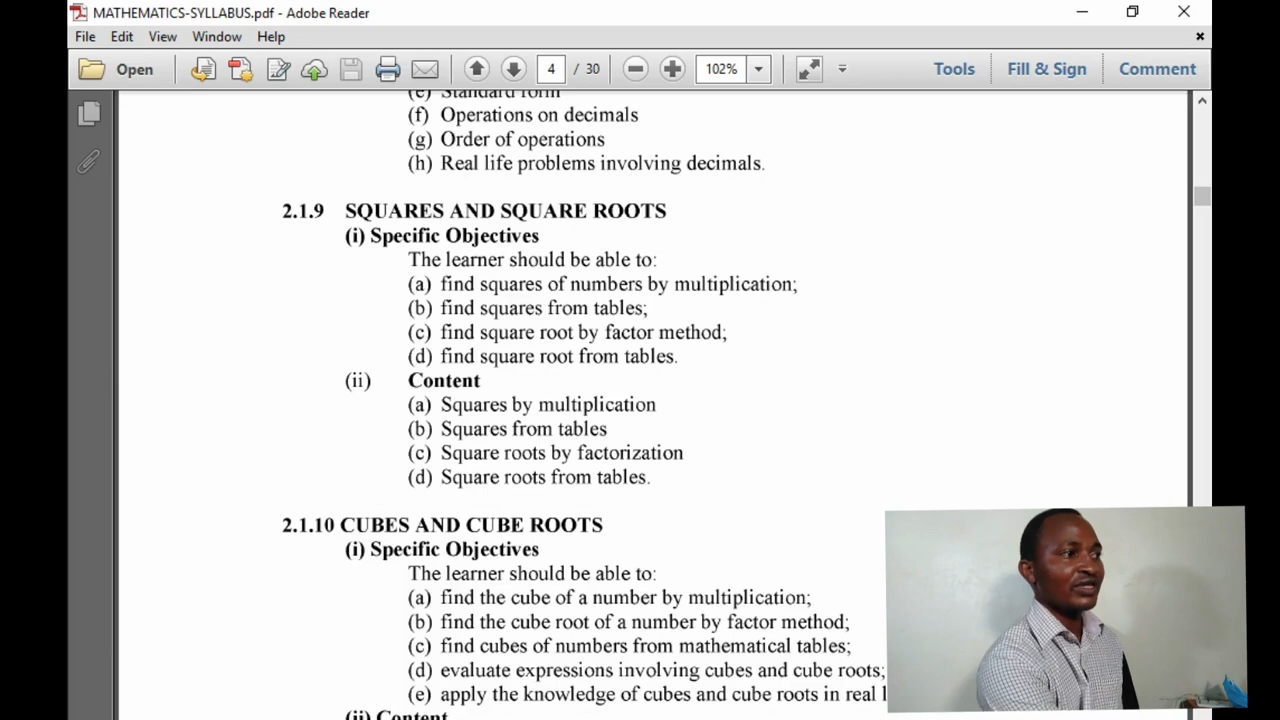 MATHEMATICS-SYLLABUS.pdf - Adobe Reader
File Edit View Window Help
Open 4 / 30 102% Tools Fill & Sign Comment
(e) Standard form
(f) Operations on decimals
(g) Order of operations
(h) Real life problems involving decimals.
2.1.9 SQUARES AND SQUARE ROOTS
(i) Specific Objectives
The learner should be able to:
(a) find squares of numbers by multiplication;
(b) find squares from tables;
(c) find square root by factor method;
(d) find square root from tables.
(ii) Content
(a) Squares by multiplication
(b) Squares from tables
(c) Square roots by factorization
(d) Square roots from tables.
2.1.10 CUBES AND CUBE ROOTS
(i) Specific Objectives
The learner should be able to:
(a) find the cube of a number by multiplication;
(b) find the cube root of a number by factor method;
(c) find cubes of numbers from mathematical tables;
(d) evaluate expressions involving cubes and cube roots;
(e) apply the knowledge of cubes and cube roots in real l
(ii) Content